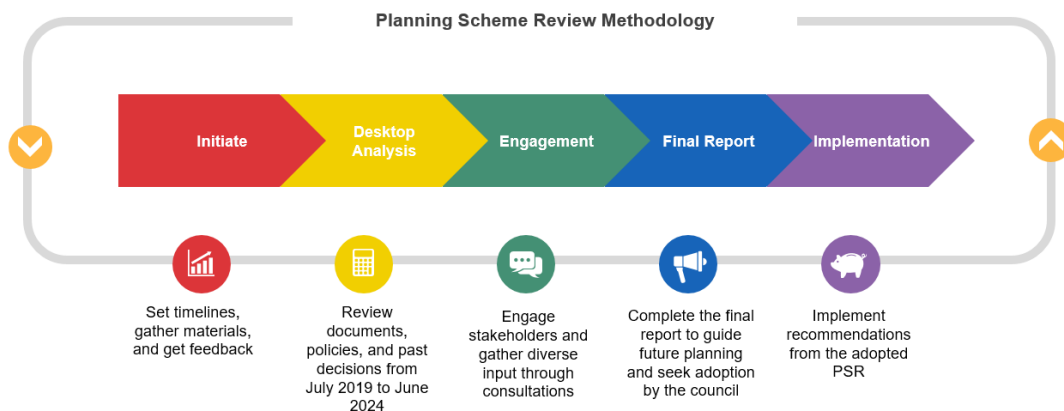 Planning Scheme Review Methodology
Initiate
Desktop
Analysis
Engagement
Final Report
Implementation
Set timelines,
gather materials,
and get feedback
Review
documents,
policies, and past
decisions from
July 2019 to June
2024
Engage
stakeholders and
gather diverse
input through
consultations
Complete the final
report to guide
future planning
and seek adoption
by the council
Implement
recommendations
from the adopted
PSR